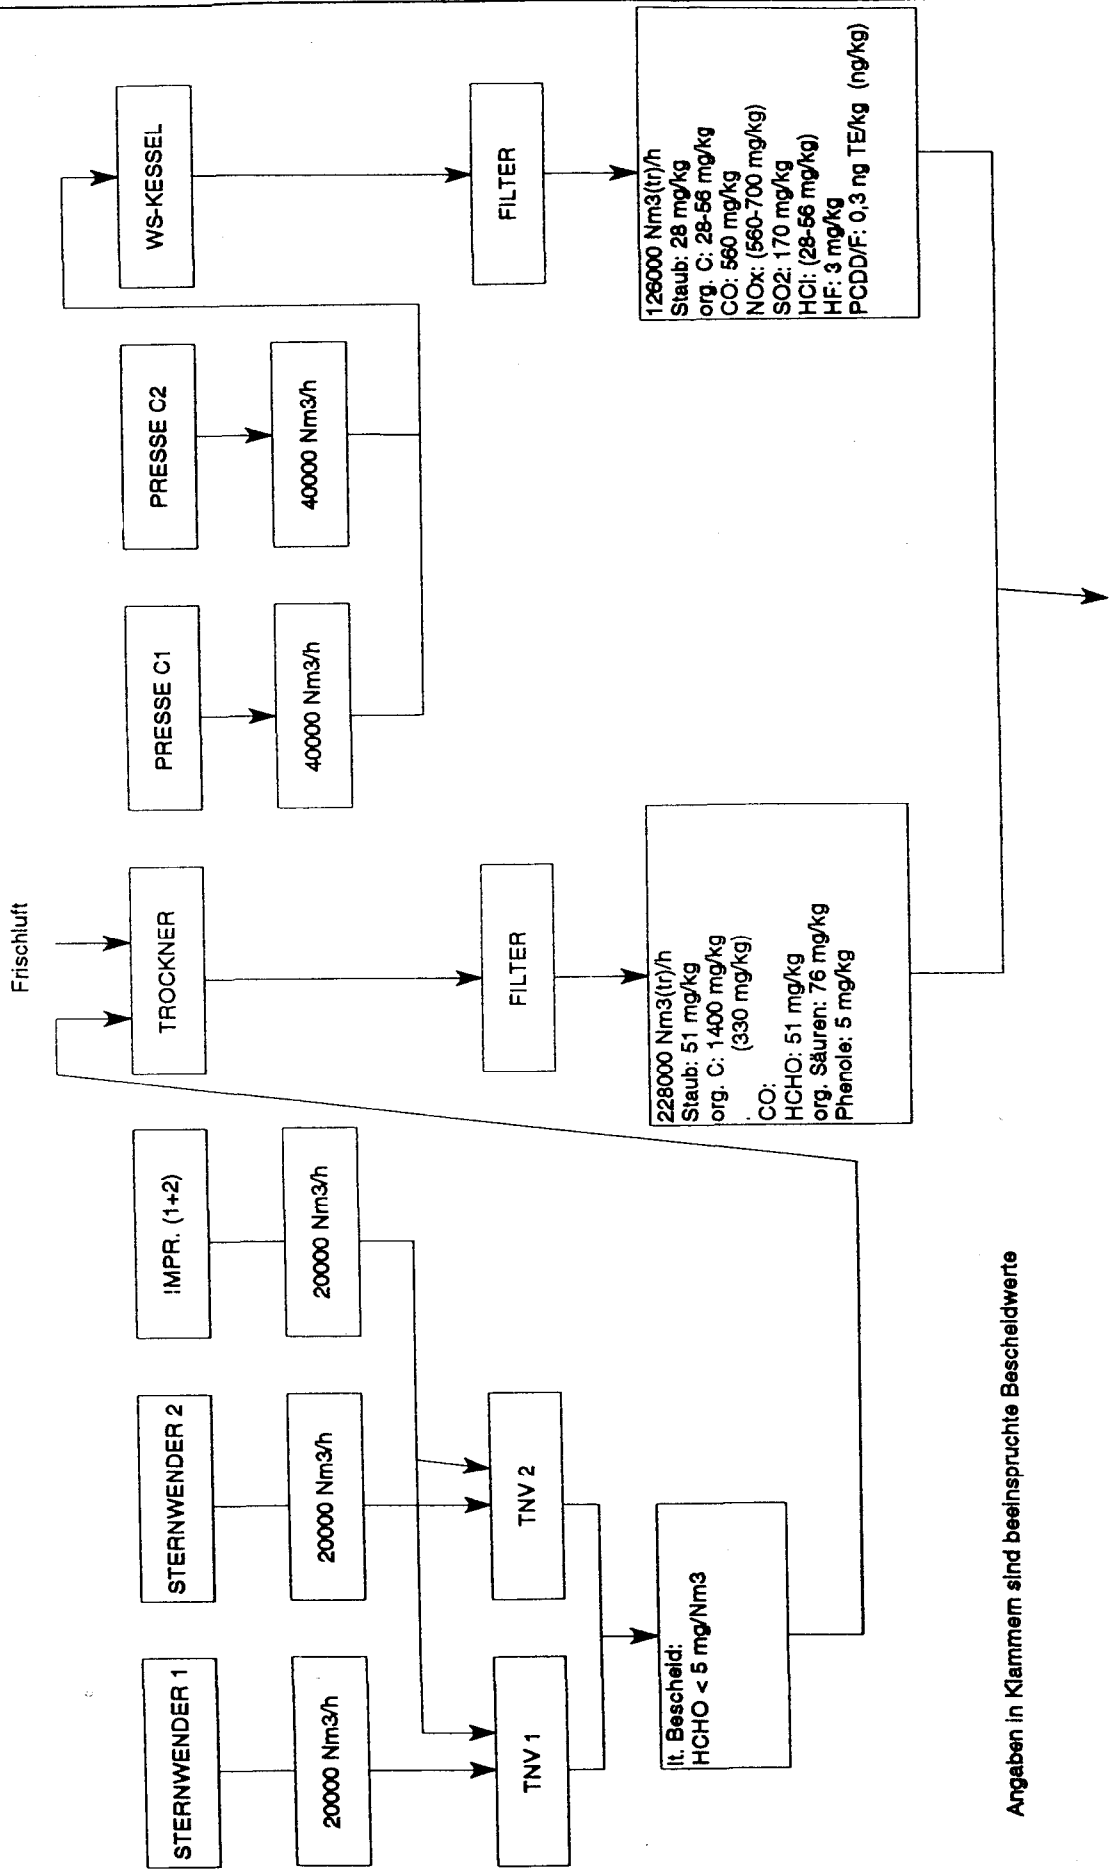 Frischluft
STERNWENDER 1
STERNWENDER 2
IMPR. (1+2)
TROCKNER
PRESSE C1
PRESSE C2
WS-KESSEL
20000 Nm3/h
20000 Nm3/h
20000 Nm3/h
40000 Nm3/h
40000 Nm3/h
TNV 1
TNV 2
FILTER
FILTER
lt. Bescheid:
HCHO < 5 mg/Nm3
228000 Nm3(tr)/h
Staub: 51 mg/kg
org. C: 1400 mg/kg
(330 mg/kg)
CO:
HCHO: 51 mg/kg
org. Säuren: 76 mg/kg
Phenole: 5 mg/kg
126000 Nm3(tr)/h
Staub: 28 mg/kg
org. C: 28-56 mg/kg
CO: 560 mg/kg
NOx: (560-700 mg/kg)
SO2: 170 mg/kg
HCl: (28-56 mg/kg)
HF: 3 mg/kg
PCDD/F: 0,3 ng TE/kg (ng/kg)
Angaben in Klammern sind beeinspruchte Bescheidwerte